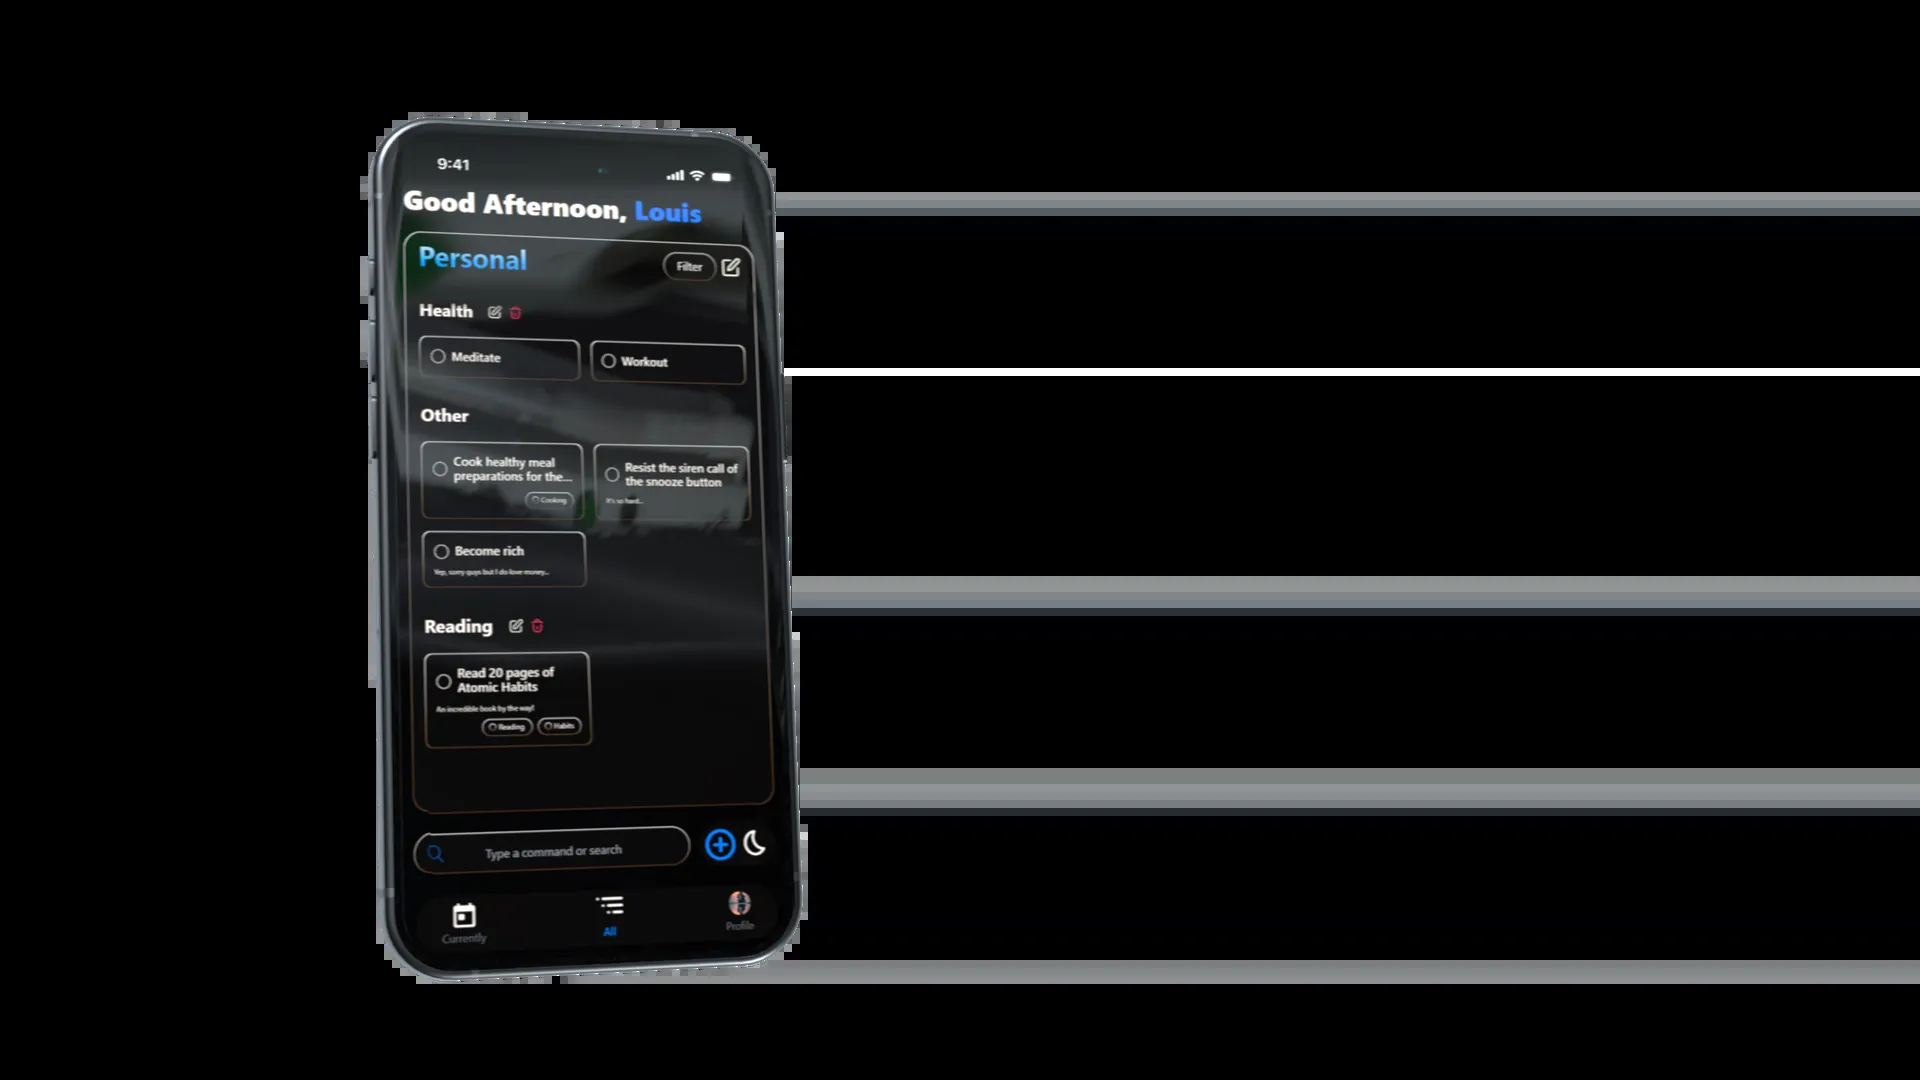 9:41
Good Afternoon, Louis
Personal
Filter
Health
Meditate
Workout
Other
Cook healthy meal
preparations for the...
Cooking
Resist the siren call of
the snooze button
It's so hard...
Become rich
Yep, sorry guys but I do love money...
Reading
Read 20 pages of
Atomic Habits
An incredible book by the way!
Reading
Habits
Type a command or search
Currently
All
Profile